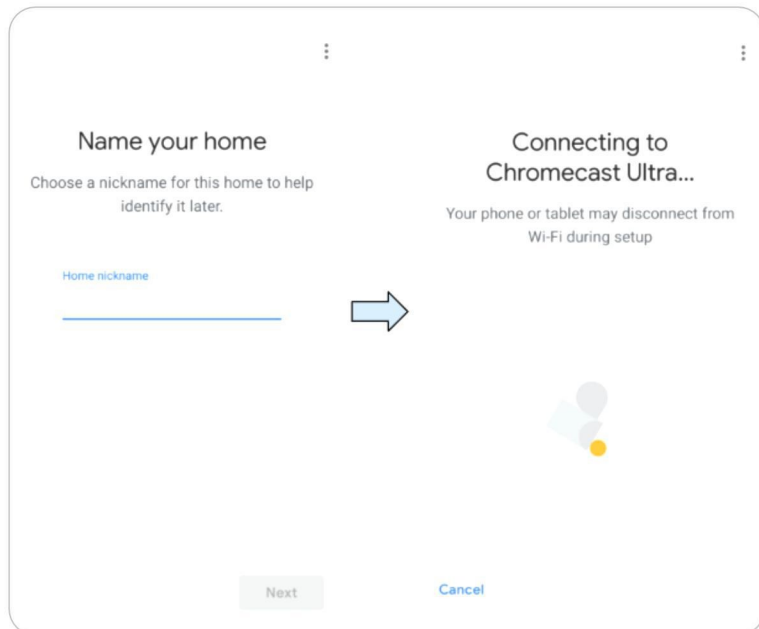 Name your home
Choose a nickname for this home to help
identify it later.
Home nickname
Next
Connecting to
Chromecast Ultra...
Your phone or tablet may disconnect from
Wi-Fi during setup
Cancel